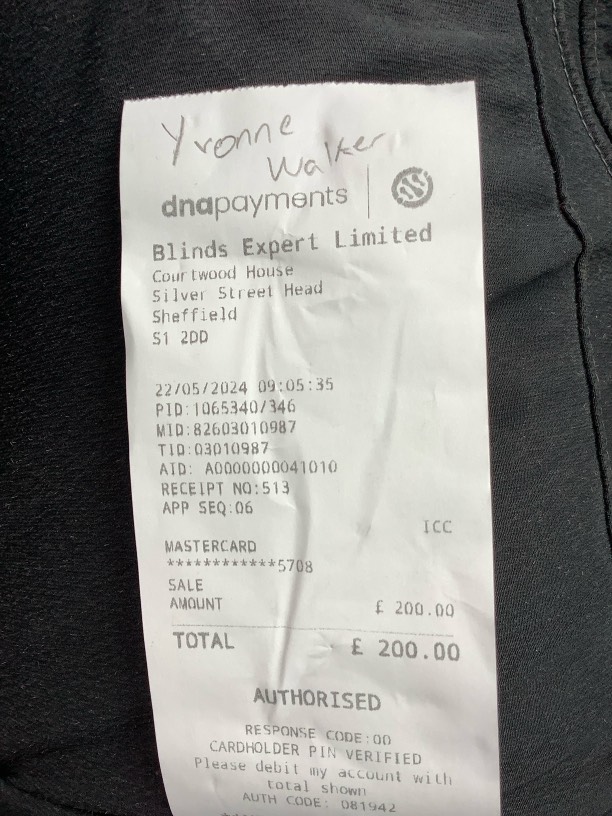 Yvonne
Walker
dnapayments
Blinds Expert Limited
Courtwood House
Silver Street Head
Sheffield
S1 2DD
22/05/2024 09:05:35
PID:1065340/346
MID:82603010987
TID:03010987
AID: A0000000041010
RECEIPT NO:513
APP SEQ:06
ICC
MASTERCARD
************5708
SALE
AMOUNT £ 200.00
TOTAL £ 200.00
AUTHORISED
RESPONSE CODE:00
CARDHOLDER PIN VERIFIED
Please debit my account with
total shown
AUTH CODE: 081942